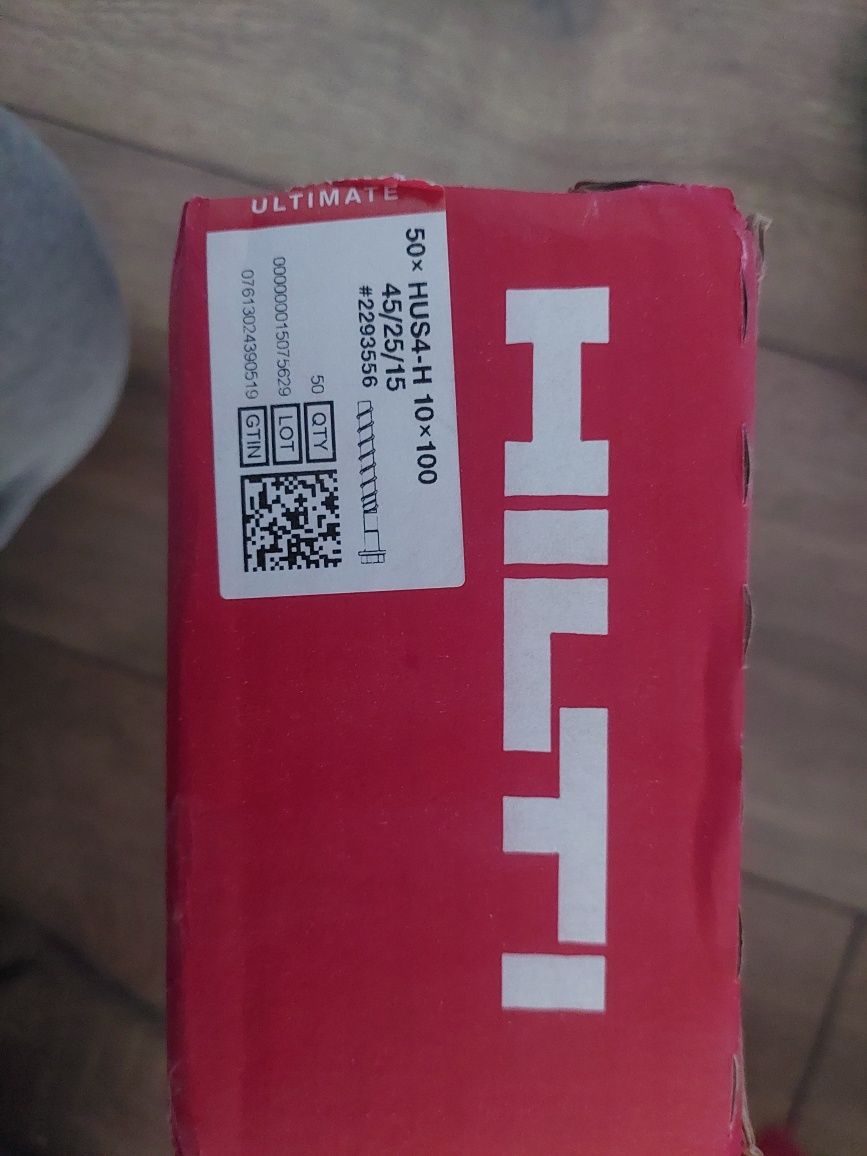 ULTIMATE
50× HUS4-H 10×100
45/25/15
#2293556
50 QTY
0000000015075629 LOT
07613024390519 GTIN
HILTI